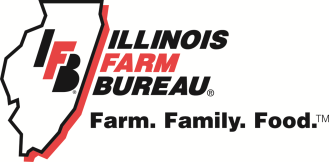 IFB®
ILLINOIS
FARM
BUREAU®
Farm. Family. Food.™